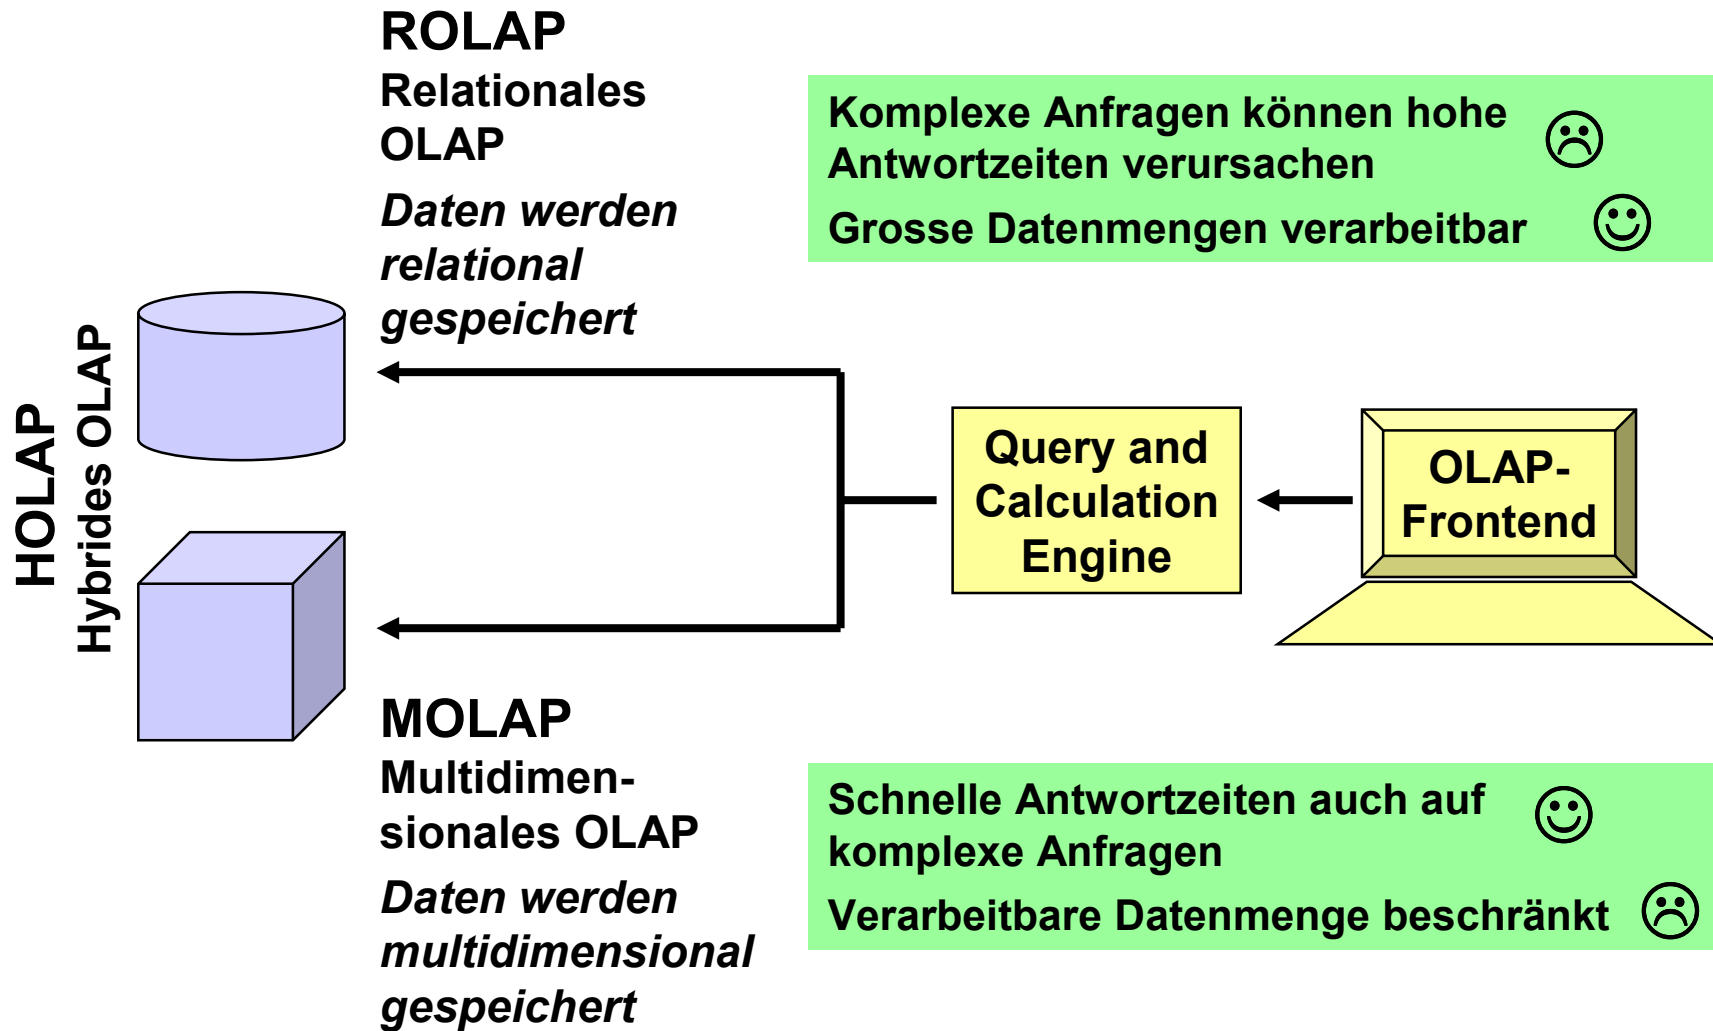 ROLAP
Relationales
OLAP
Daten werden
relational
gespeichert
Komplexe Anfragen können hohe
Antwortzeiten verursachen
Grosse Datenmengen verarbeitbar
HOLAP
Hybrides OLAP
Query and
Calculation
Engine
OLAP-
Frontend
MOLAP
Multidimen-
sionales OLAP
Daten werden
multidimensional
gespeichert
Schnelle Antwortzeiten auch auf
komplexe Anfragen
Verarbeitbare Datenmenge beschränkt